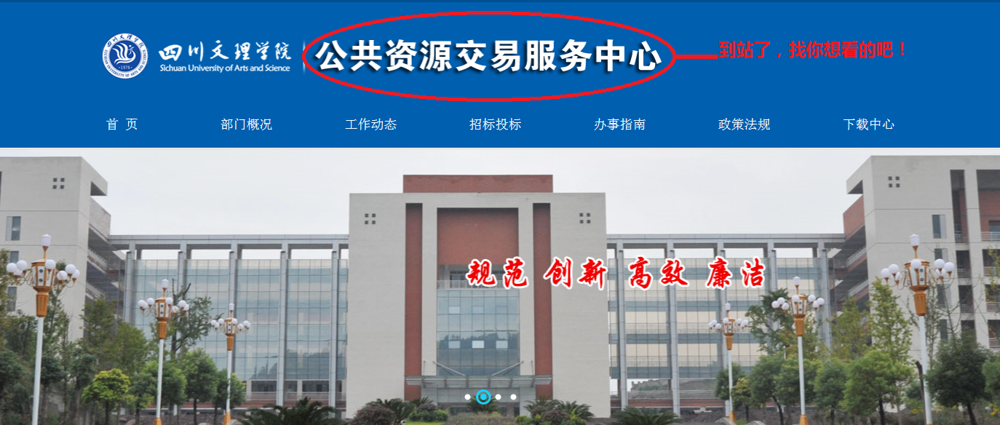 四川文理学院
Sichuan University of Arts and Science
公共资源交易服务中心
到站了，找你想看的吧！
首 页
部门概况
工作动态
招标投标
办事指南
政策法规
下载中心
规范 创新 高效 廉洁